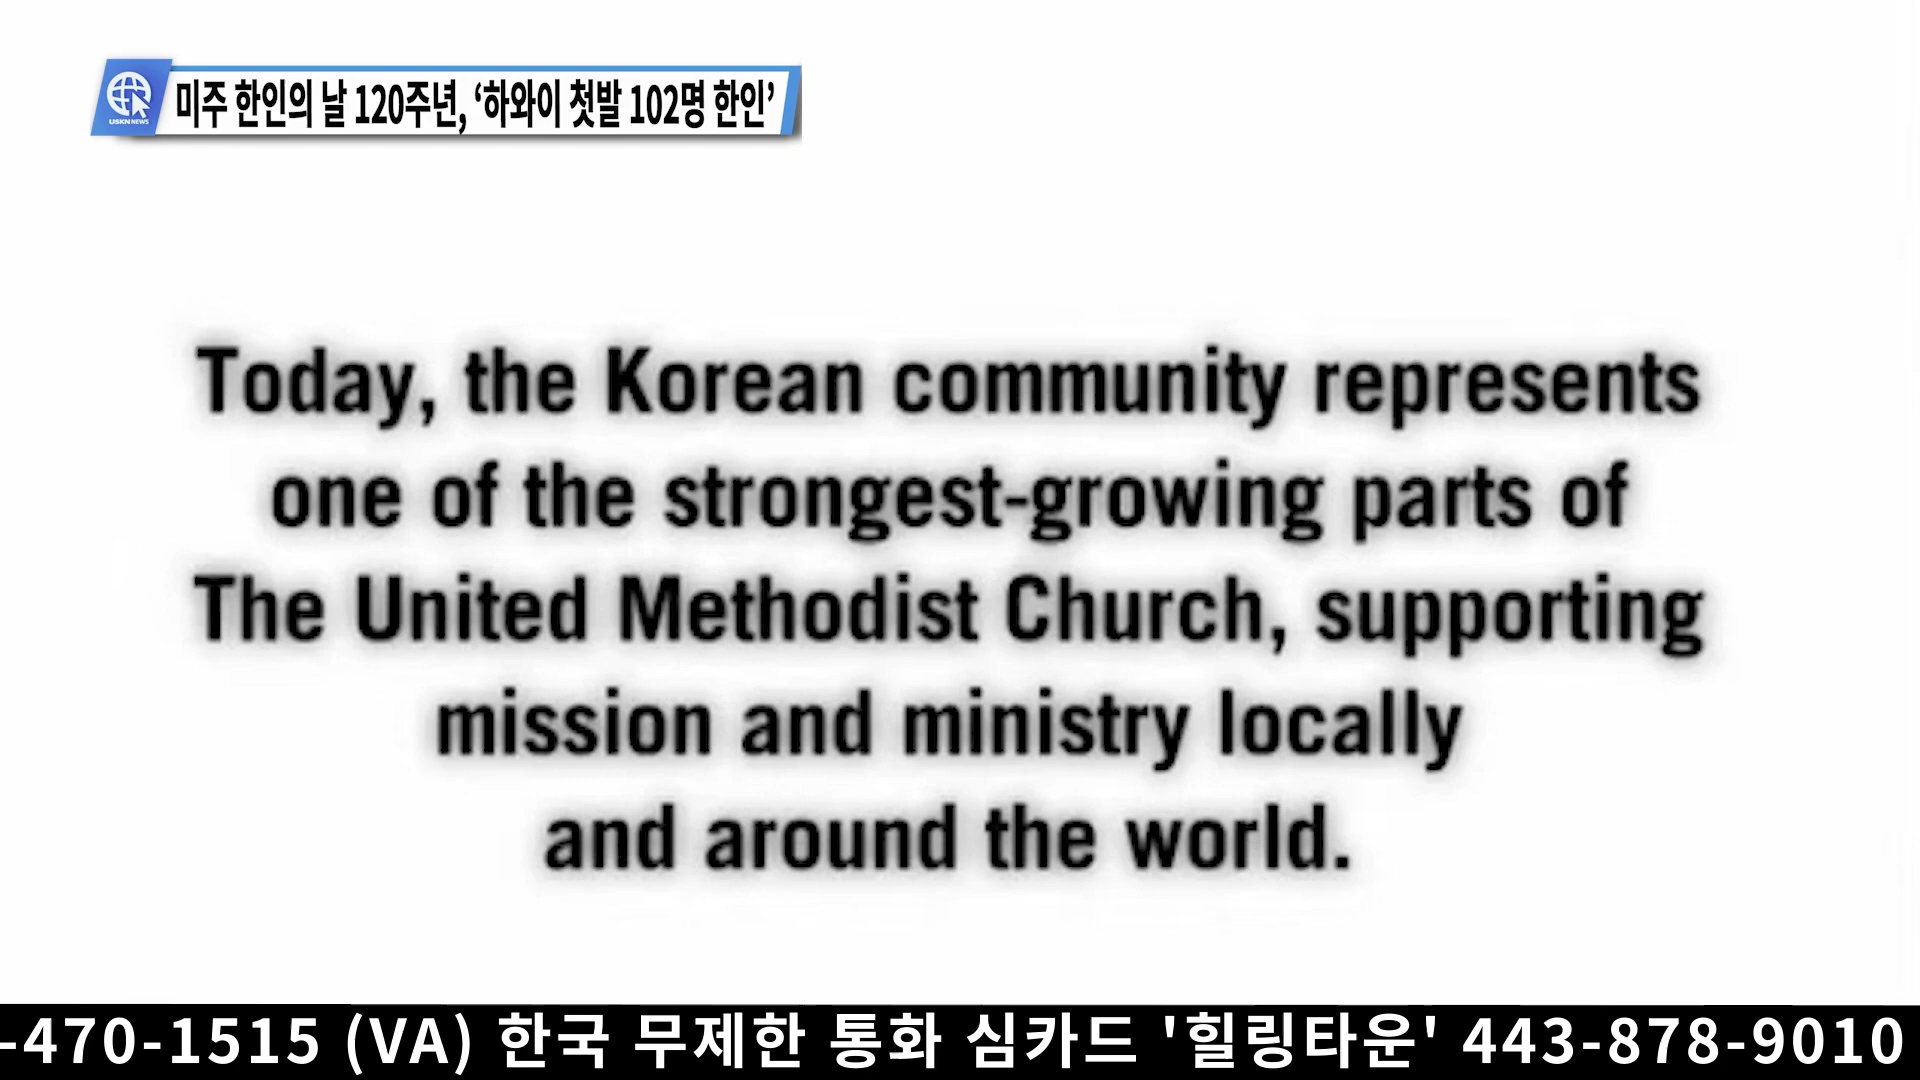 USKN NEWS
미주 한인의 날 120주년, ‘하와이 첫발 102명 한인’
Today, the Korean community represents
one of the strongest-growing parts of
The United Methodist Church, supporting
mission and ministry locally
and around the world.
-470-1515 (VA) 한국 무제한 통화 심카드 '힐링타운' 443-878-9010